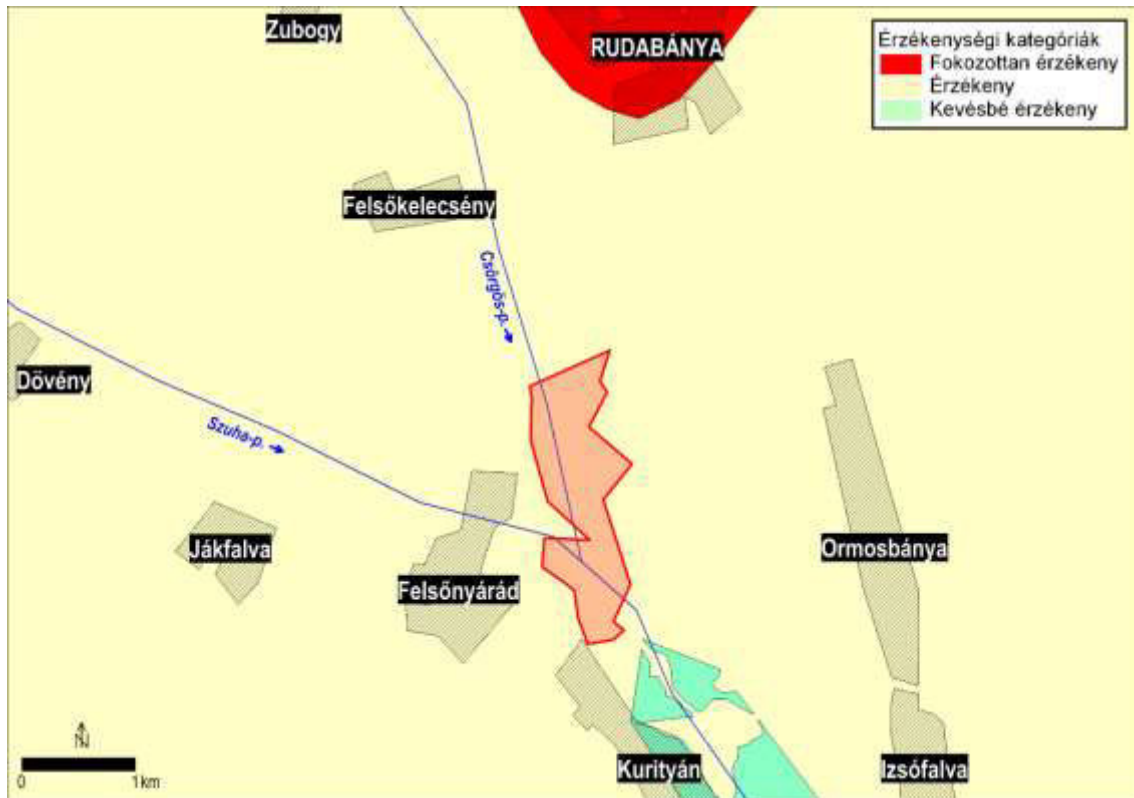 Zubogy
RUDABÁNYA
Érzékenységi kategóriák
Fokozottan érzékeny
Érzékeny
Kevésbé érzékeny
Felsőkelecsény
Csörgős-p.
Dövény
Szuha-p.
Jákfalva
Felsőnyárád
Ormosbánya
Kurityán
Izsófalva
N
0 1km